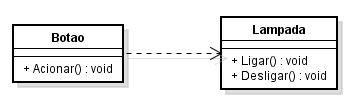 Botao
+ Acionar() : void
Lampada
+ Ligar() : void
+ Desligar() : void